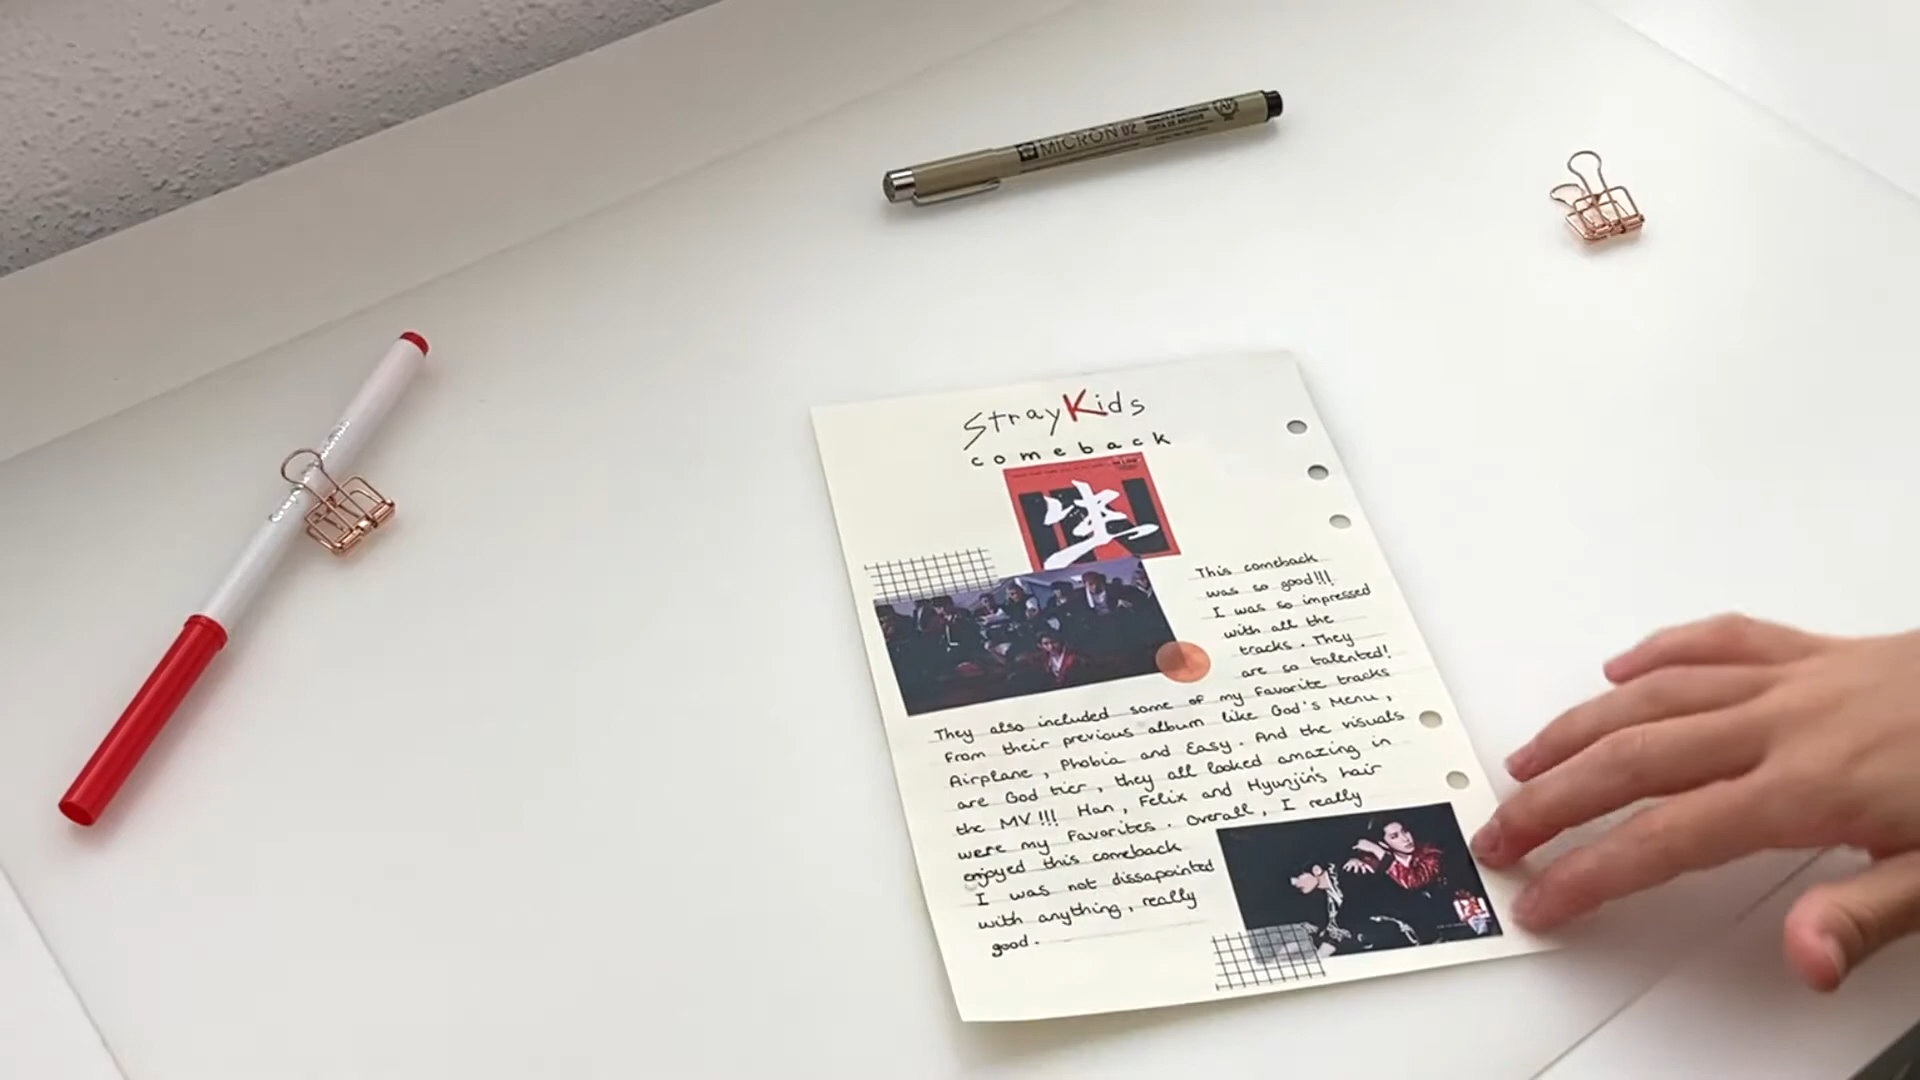 MICRON 02
Stray Kids
comeback
生
This comeback
was so good!!!
I was so impressed
with all the
tracks. They
are so talented!
They also included some of my favorite tracks
from their previous album like God's Menu,
Airplane, Phobia and Easy. And the visuals
are God tier, they all looked amazing in
the MV!!! Han, Felix and Hyunjin's hair
were my favorites. Overall, I really
enjoyed this comeback
I was not dissapointed
with anything, really
good.